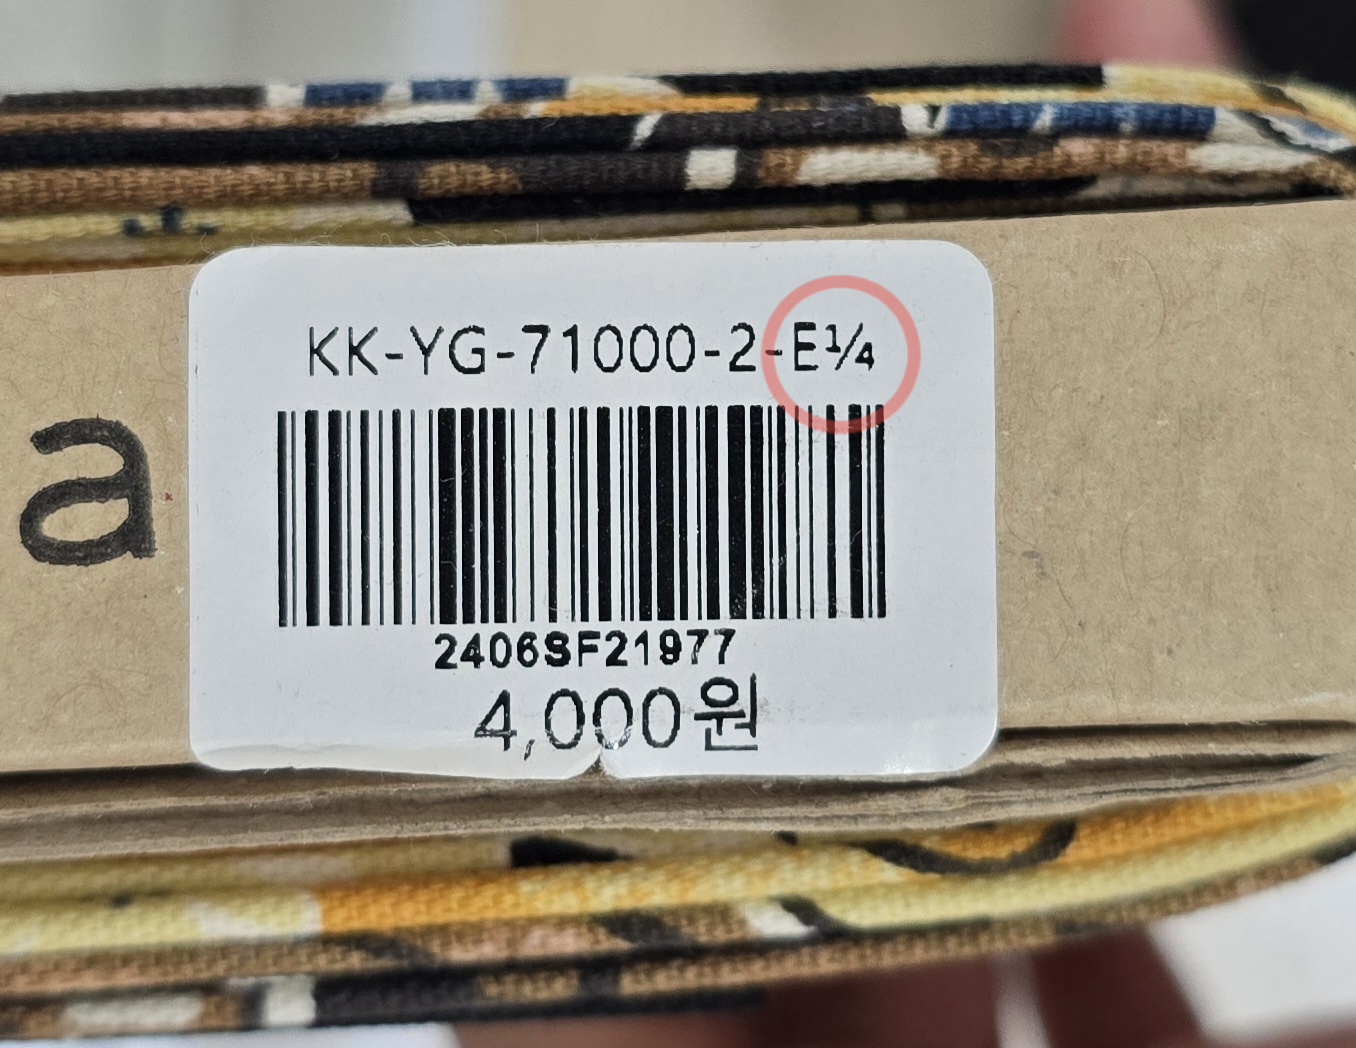 KK-YG-71000-2-E¼
a
2406SF21977
4,000원